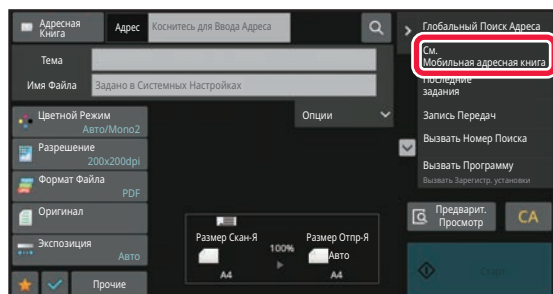 Адресная
Книга
Адрес
Коснитесь для Ввода Адреса
Тема
Имя Файла
Задано в Системных Настройках
Цветной Режим
Авто/Mono2
Разрешение
200x200dpi
Формат Файла
PDF
Оригинал
Экспозиция
Авто
Прочие
Опции
Размер Скан-Я
100%
Размер Отпр-Я
Авто
A4
A4
Глобальный Поиск Адреса
См.
Мобильная адресная книга
Последние
задания
Запись Передач
Вызвать Номер Поиска
Вызвать Программу
Вызвать Зарегистр. установки
Предварит.
Просмотр
CA
Старт